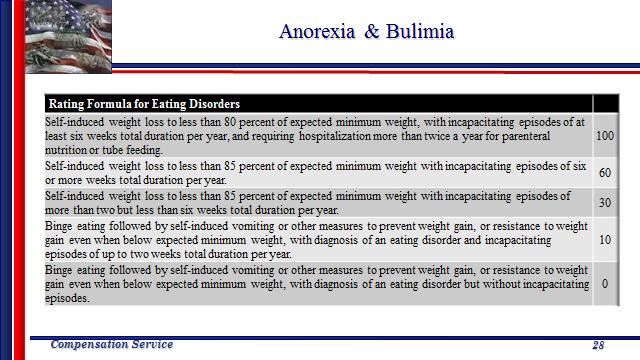 Anorexia & Bulimia
Rating Formula for Eating Disorders
Self-induced weight loss to less than 80 percent of expected minimum weight, with incapacitating episodes of at
least six weeks total duration per year, and requiring hospitalization more than twice a year for parenteral
nutrition or tube feeding.
100
Self-induced weight loss to less than 85 percent of expected minimum weight with incapacitating episodes of six
or more weeks total duration per year.
60
Self-induced weight loss to less than 85 percent of expected minimum weight with incapacitating episodes of
more than two but less than six weeks total duration per year.
30
Binge eating followed by self-induced vomiting or other measures to prevent weight gain, or resistance to weight
gain even when below expected minimum weight, with diagnosis of an eating disorder and incapacitating
episodes of up to two weeks total duration per year.
10
Binge eating followed by self-induced vomiting or other measures to prevent weight gain, or resistance to weight
gain even when below expected minimum weight, with diagnosis of an eating disorder but without incapacitating
episodes.
0
Compensation Service
28